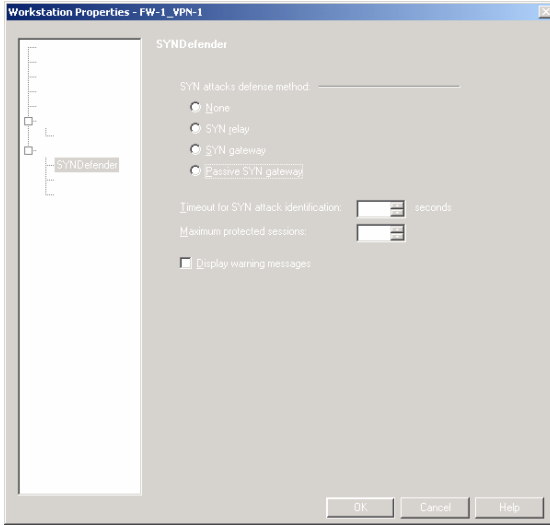 Workstation Properties - FW-1_VPN-1
SYNDefender
SYN attacks defense method:
None
SYN relay
SYN gateway
Passive SYN gateway
SYNDefender
Timeout for SYN attack identification: seconds
Maximum protected sessions:
Display warning messages
OK Cancel Help